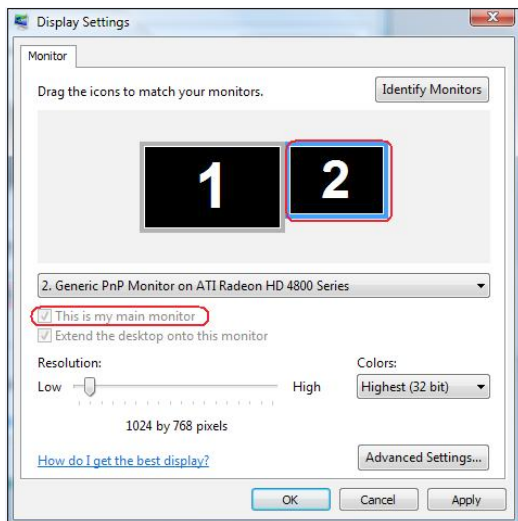 Display Settings
Monitor
Drag the icons to match your monitors.
Identify Monitors
1
2
2. Generic PnP Monitor on ATI Radeon HD 4800 Series
This is my main monitor
Extend the desktop onto this monitor
Resolution:
Colors:
Low
High
Highest (32 bit)
1024 by 768 pixels
How do I get the best display?
Advanced Settings...
OK
Cancel
Apply